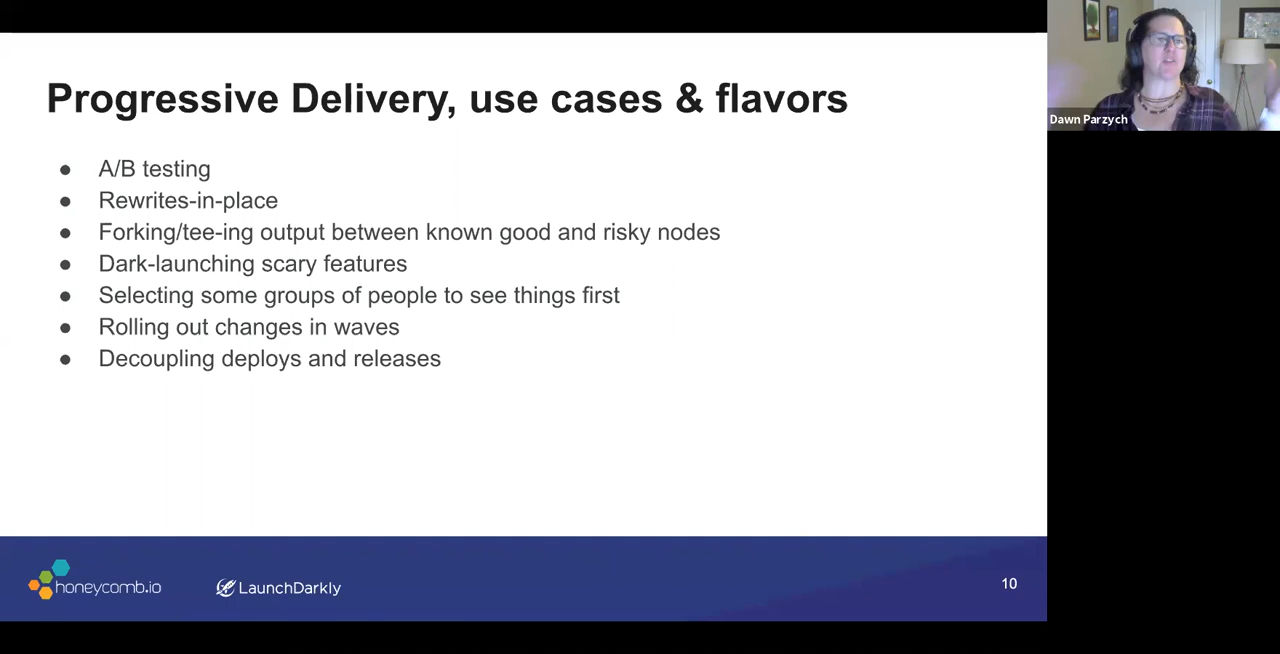 Progressive Delivery, use cases & flavors
● A/B testing
● Rewrites-in-place
● Forking/tee-ing output between known good and risky nodes
● Dark-launching scary features
● Selecting some groups of people to see things first
● Rolling out changes in waves
● Decoupling deploys and releases
honeycomb.io
LaunchDarkly
10
Dawn Parzych